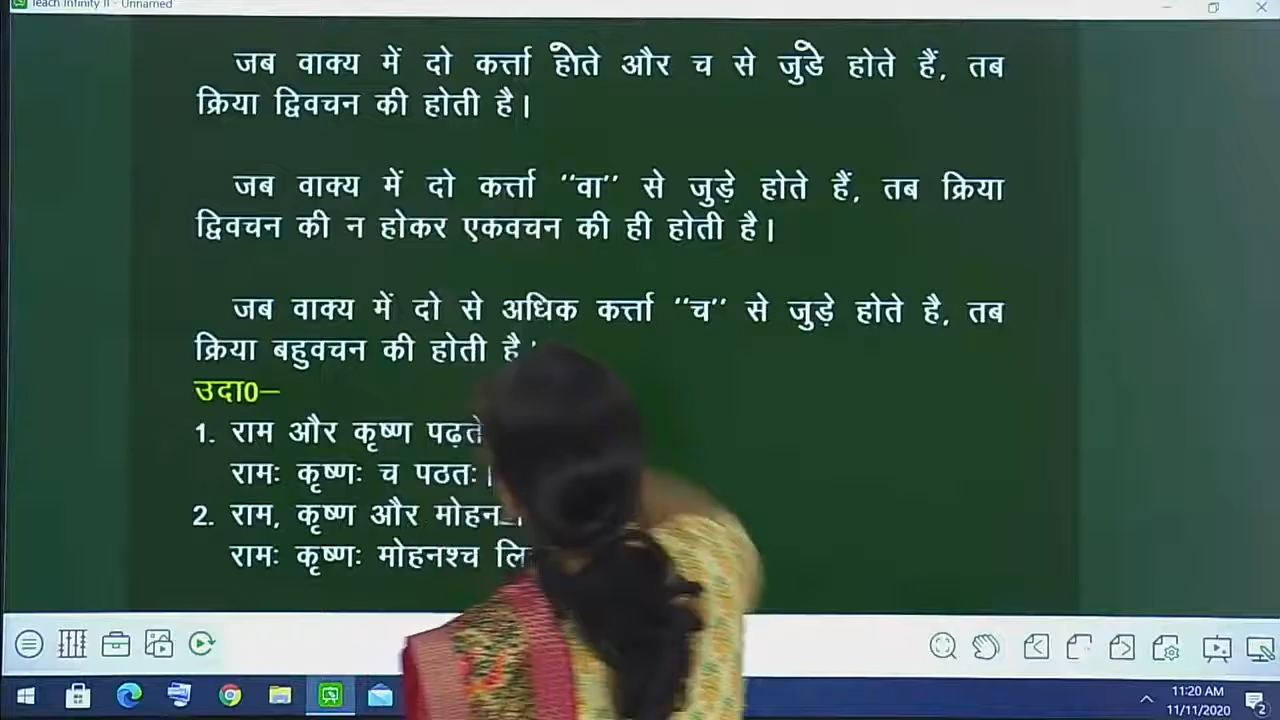 Teach Infinity II - Unnamed
जब वाक्य में दो कर्त्ता होते और च से जुडे होते हैं, तब
क्रिया द्विवचन की होती है।
जब वाक्य में दो कर्त्ता "वा" से जुड़े होते हैं, तब क्रिया
द्विवचन की न होकर एकवचन की ही होती है।
जब वाक्य में दो से अधिक कर्त्ता "च" से जुड़े होते है, तब
क्रिया बहुवचन की होती है
उदा0–
1. राम और कृष्ण पढ़ते
रामः कृष्णः च पठतः।
2. राम, कृष्ण और मोहन
रामः कृष्णः मोहनश्च
11:20 AM
11/11/2020
2